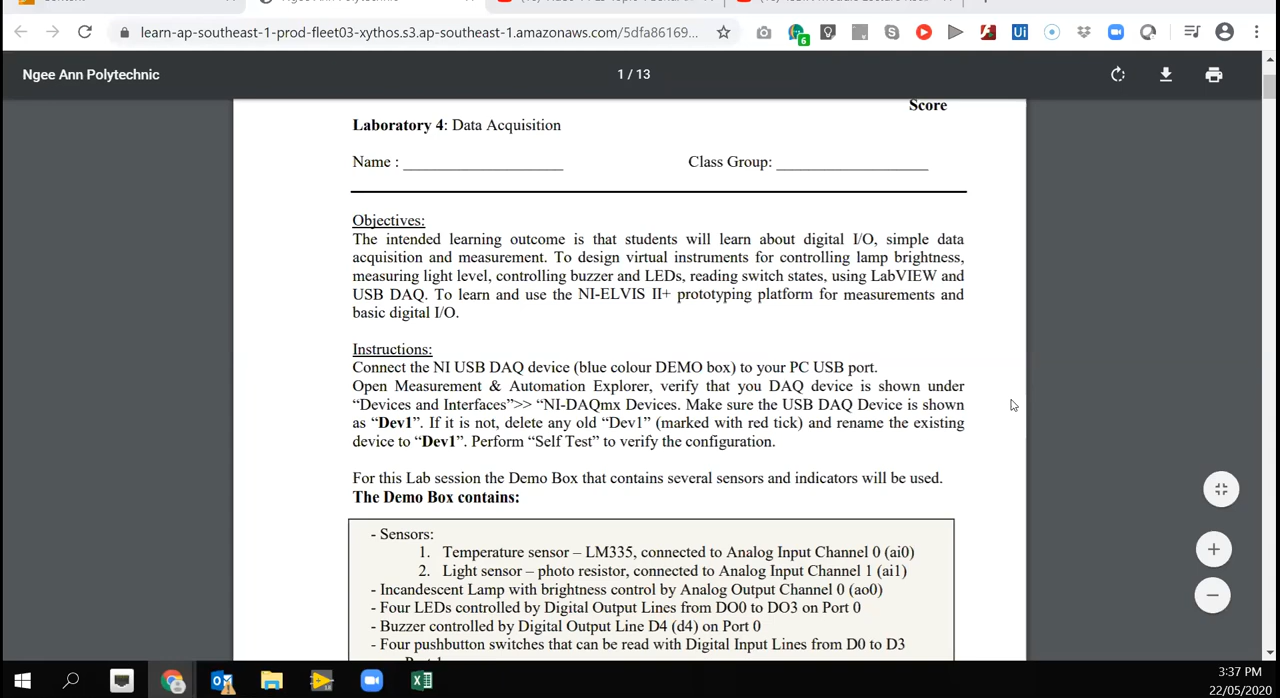 learn-ap-southeast-1-prod-fleet03-xythos.s3.ap-southeast-1.amazonaws.com/5dfa86169...
6
Ui
Ngee Ann Polytechnic
1 / 13
Score
Laboratory 4: Data Acquisition
Name : ____________________ Class Group: ___________________
Objectives:
The intended learning outcome is that students will learn about digital I/O, simple data
acquisition and measurement. To design virtual instruments for controlling lamp brightness,
measuring light level, controlling buzzer and LEDs, reading switch states, using LabVIEW and
USB DAQ. To learn and use the NI-ELVIS II+ prototyping platform for measurements and
basic digital I/O.
Instructions:
Connect the NI USB DAQ device (blue colour DEMO box) to your PC USB port.
Open Measurement & Automation Explorer, verify that you DAQ device is shown under
“Devices and Interfaces”>> “NI-DAQmx Devices. Make sure the USB DAQ Device is shown
as “Dev1”. If it is not, delete any old “Dev1” (marked with red tick) and rename the existing
device to “Dev1”. Perform “Self Test” to verify the configuration.
For this Lab session the Demo Box that contains several sensors and indicators will be used.
The Demo Box contains:
- Sensors:
1. Temperature sensor – LM335, connected to Analog Input Channel 0 (ai0)
2. Light sensor – photo resistor, connected to Analog Input Channel 1 (ai1)
- Incandescent Lamp with brightness control by Analog Output Channel 0 (ao0)
- Four LEDs controlled by Digital Output Lines from DO0 to DO3 on Port 0
- Buzzer controlled by Digital Output Line D4 (d4) on Port 0
- Four pushbutton switches that can be read with Digital Input Lines from D0 to D3
3:37 PM
22/05/2020